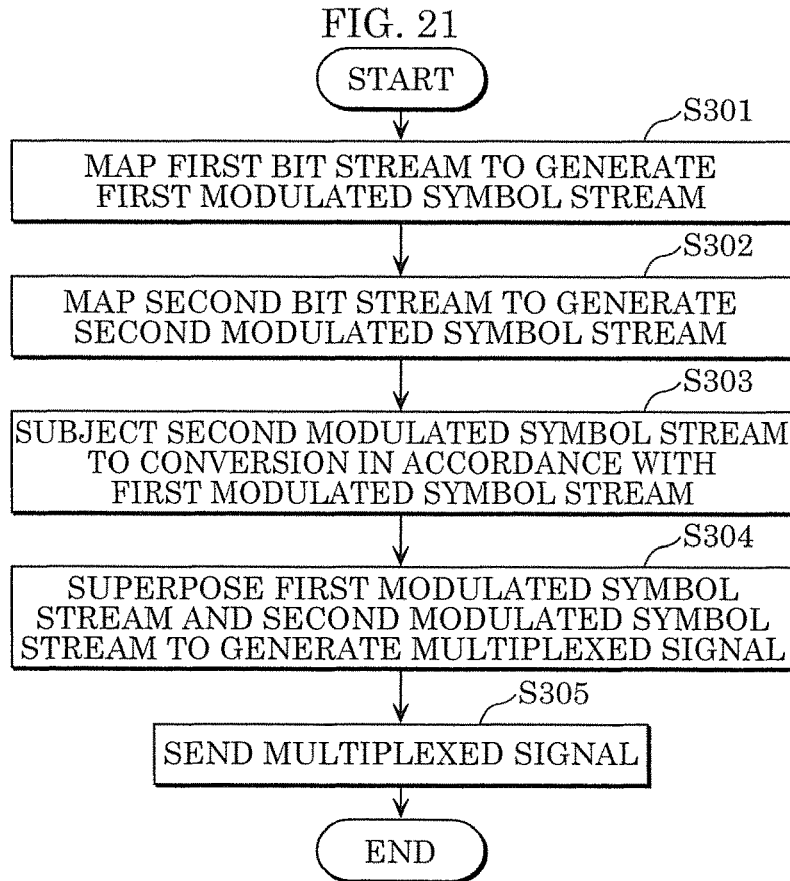 FIG. 21
START
S301
MAP FIRST BIT STREAM TO GENERATE
FIRST MODULATED SYMBOL STREAM
S302
MAP SECOND BIT STREAM TO GENERATE
SECOND MODULATED SYMBOL STREAM
S303
SUBJECT SECOND MODULATED SYMBOL STREAM
TO CONVERSION IN ACCORDANCE WITH
FIRST MODULATED SYMBOL STREAM
S304
SUPERPOSE FIRST MODULATED SYMBOL
STREAM AND SECOND MODULATED SYMBOL
STREAM TO GENERATE MULTIPLEXED SIGNAL
S305
SEND MULTIPLEXED SIGNAL
END